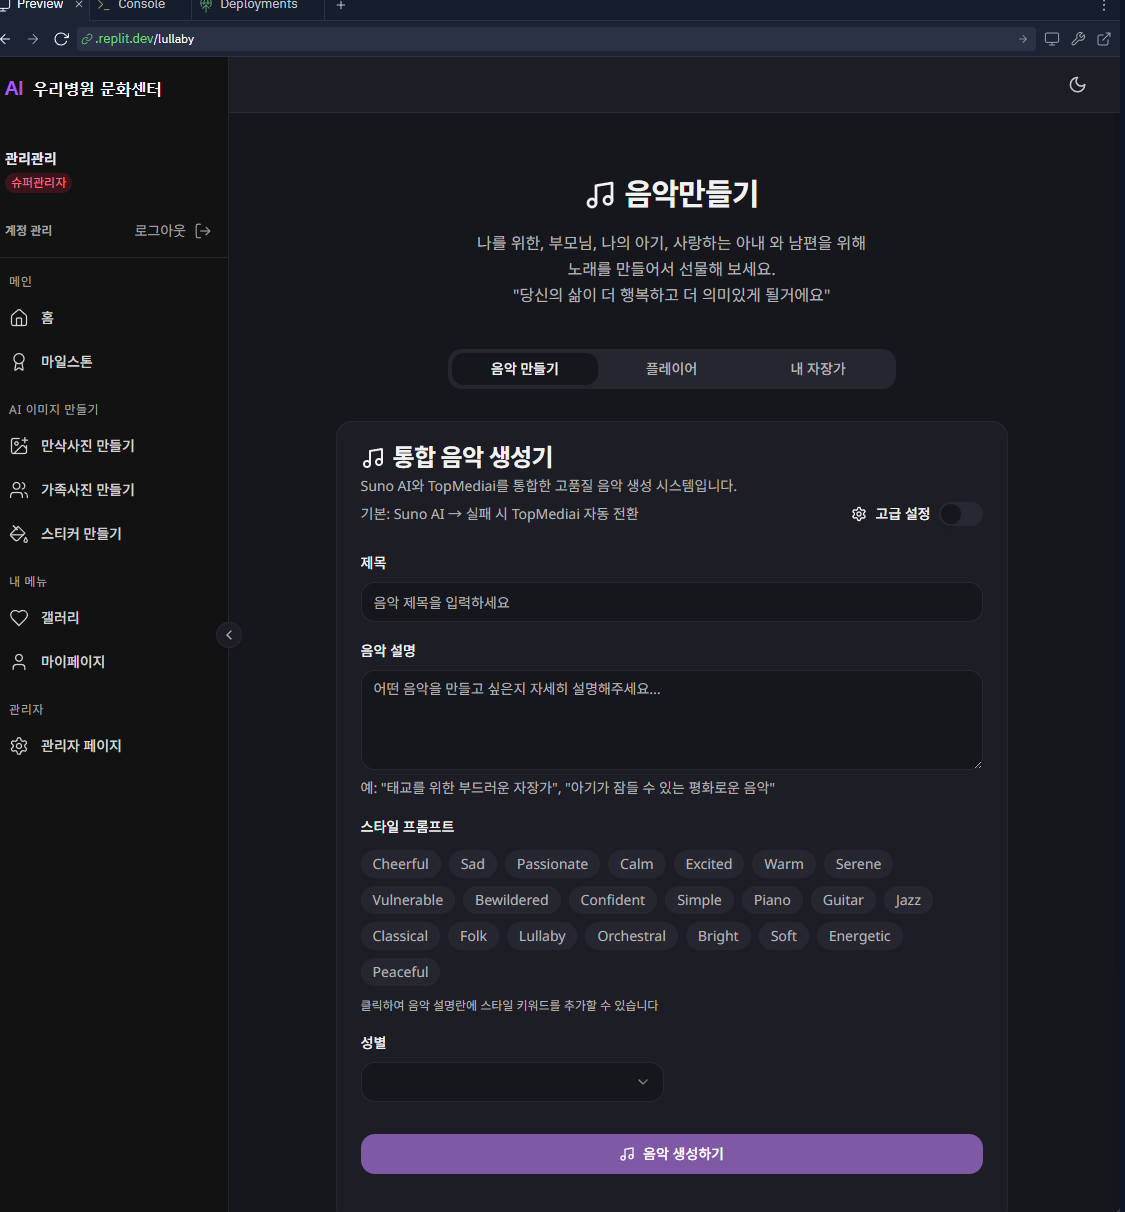 Preview
Console
Deployments
.replit.dev/lullaby
AI 우리병원 문화센터
관리관리
슈퍼관리자
계정 관리
로그아웃
메인
홈
마일스톤
AI 이미지 만들기
만삭사진 만들기
가족사진 만들기
스티커 만들기
내 메뉴
갤러리
마이페이지
관리자
관리자 페이지
음악만들기
나를 위한, 부모님, 나의 아기, 사랑하는 아내 와 남편을 위해
노래를 만들어서 선물해 보세요.
"당신의 삶이 더 행복하고 더 의미있게 될거에요"
음악 만들기
플레이어
내 자장가
통합 음악 생성기
Suno AI와 TopMediai를 통합한 고품질 음악 생성 시스템입니다.
기본: Suno AI → 실패 시 TopMediai 자동 전환
고급 설정
제목
음악 제목을 입력하세요
음악 설명
어떤 음악을 만들고 싶은지 자세히 설명해주세요...
예: "태교를 위한 부드러운 자장가", "아기가 잠들 수 있는 평화로운 음악"
스타일 프롬프트
Cheerful Sad Passionate Calm Excited Warm Serene
Vulnerable Bewildered Confident Simple Piano Guitar Jazz
Classical Folk Lullaby Orchestral Bright Soft Energetic
Peaceful
클릭하여 음악 설명란에 스타일 키워드를 추가할 수 있습니다
성별
음악 생성하기